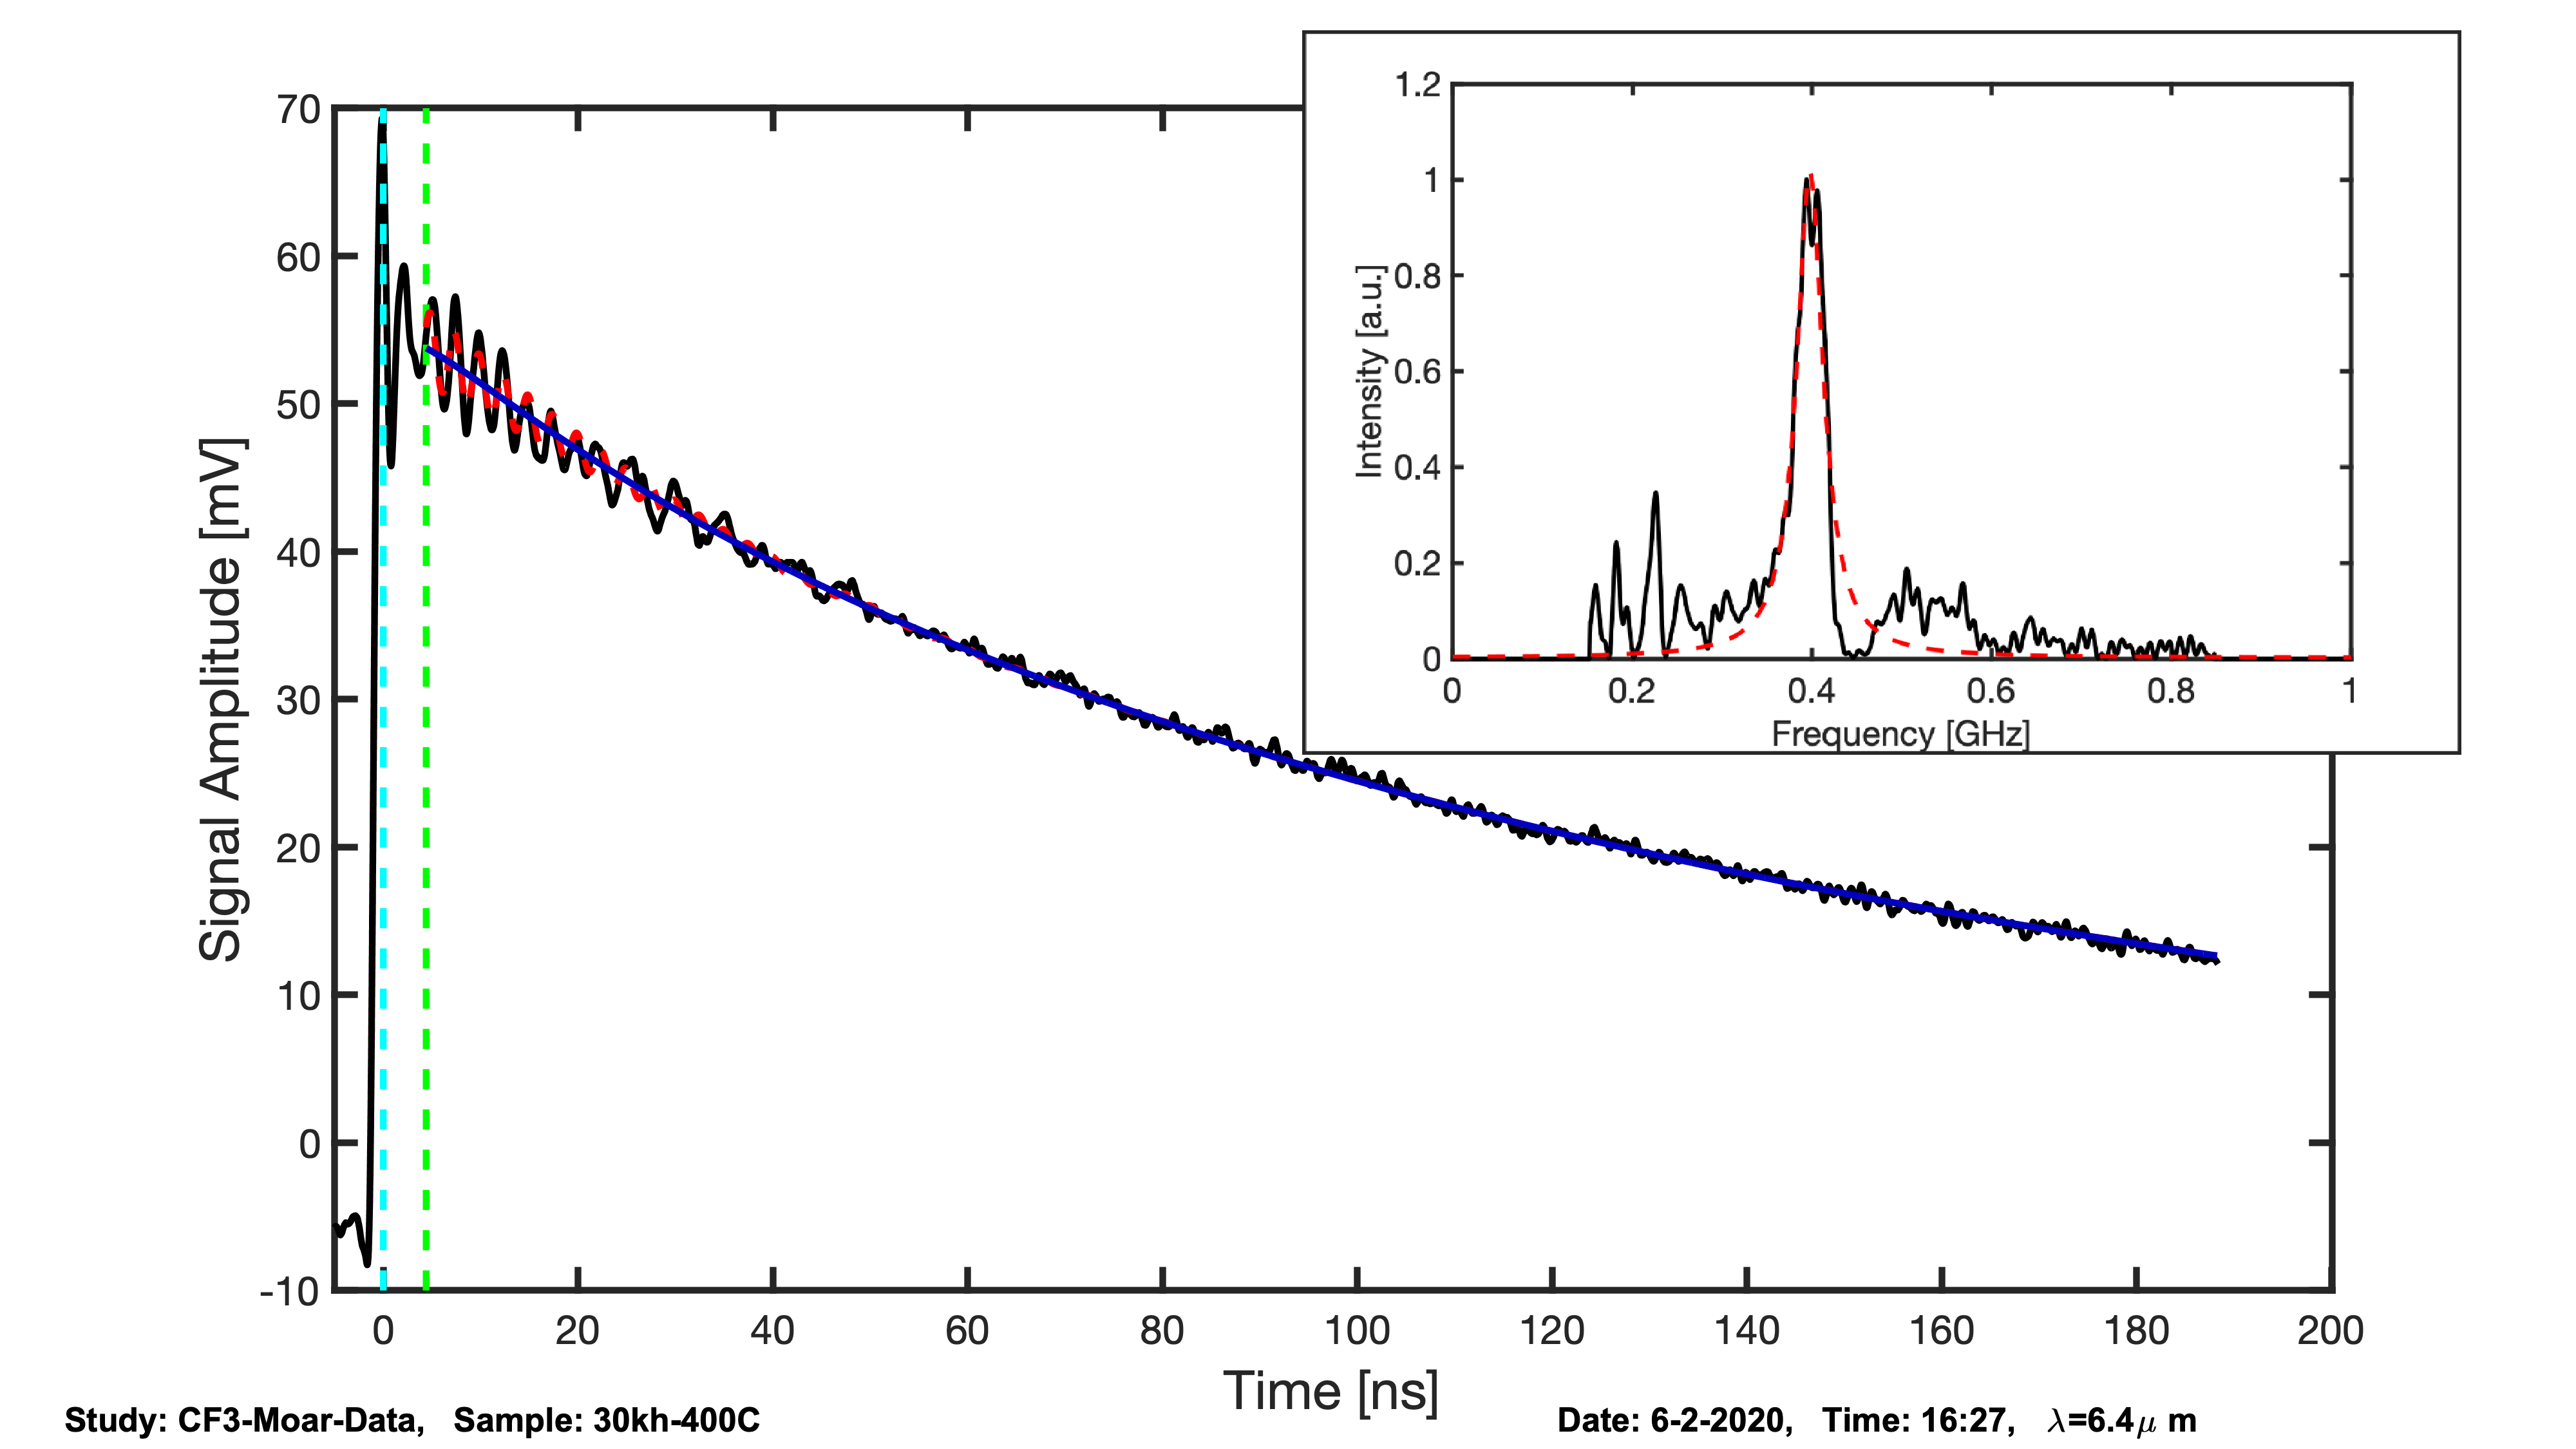 1.2
1
0.8
0.6
0.4
0.2
0
Intensity [a.u.]
0 0.2 0.4 0.6 0.8 1
Frequency [GHz]
70
60
50
40
30
20
10
0
-10
Signal Amplitude [mV]
0 20 40 60 80 100 120 140 160 180 200
Time [ns]
Study: CF3-Moar-Data, Sample: 30kh-400C
Date: 6-2-2020, Time: 16:27, λ=6.4μ m